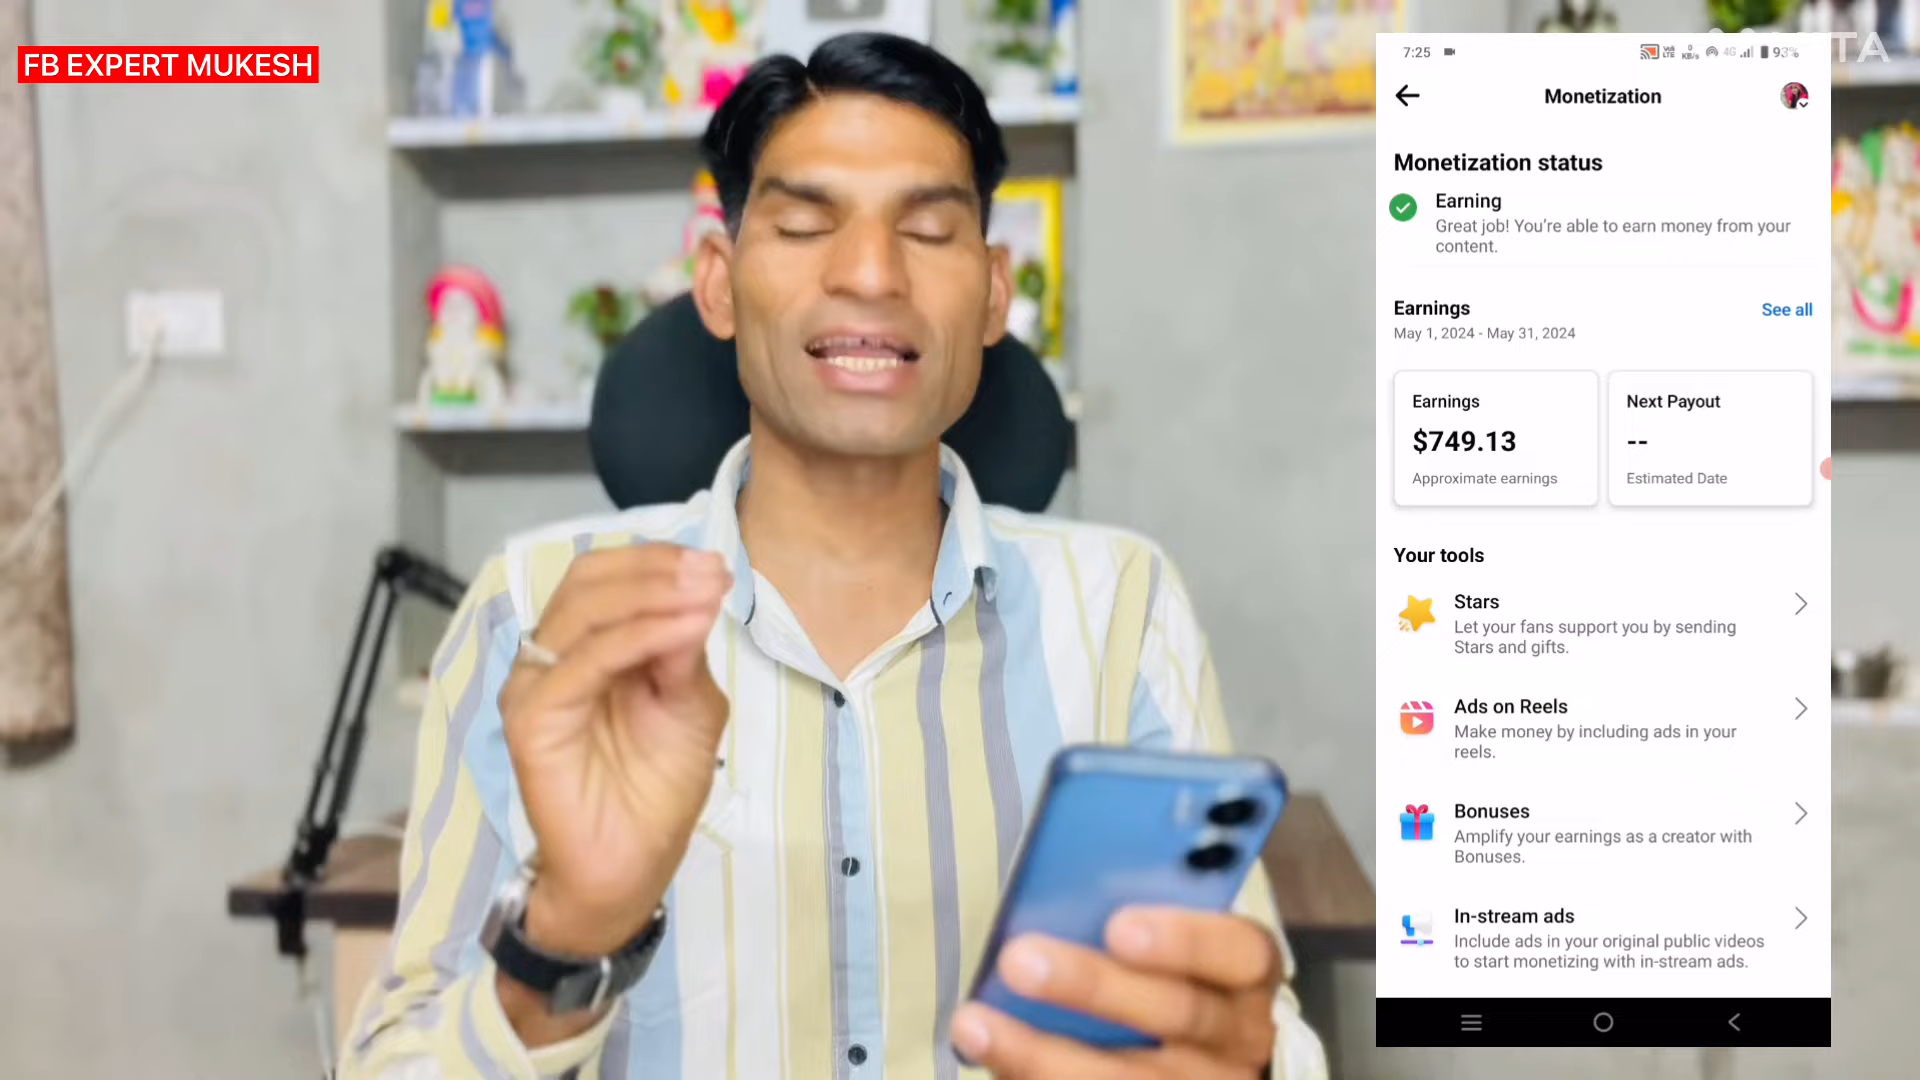 FB EXPERT MUKESH
7:25
4G
93%
Monetization
Monetization status
Earning
Great job! You're able to earn money from your
content.
Earnings
See all
May 1, 2024 - May 31, 2024
Earnings
$749.13
Approximate earnings
Next Payout
--
Estimated Date
Your tools
Stars
Let your fans support you by sending
Stars and gifts.
Ads on Reels
Make money by including ads in your
reels.
Bonuses
Amplify your earnings as a creator with
Bonuses.
In-stream ads
Include ads in your original public videos
to start monetizing with in-stream ads.